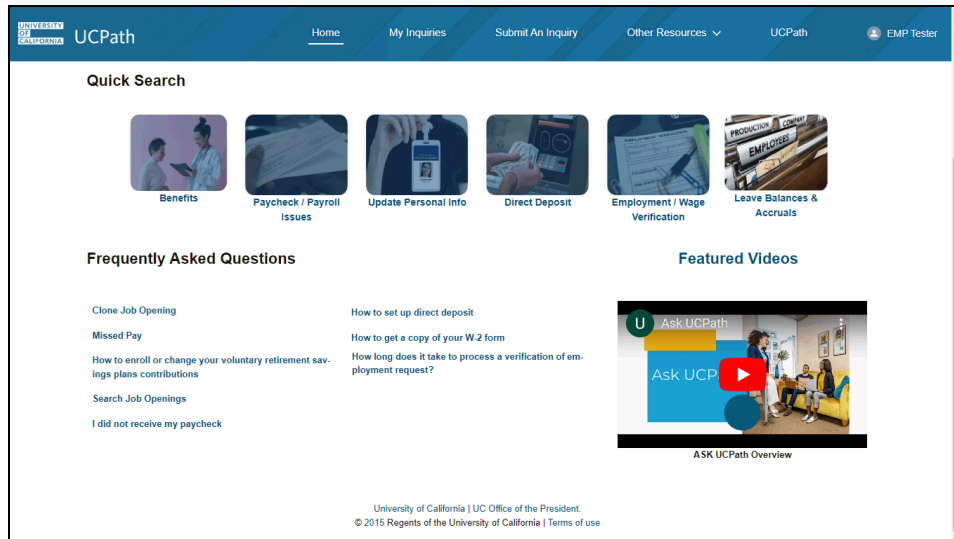 UNIVERSITY
OF
CALIFORNIA
UCPath
Home
My Inquiries
Submit An Inquiry
Other Resources
UCPath
EMP Tester
Quick Search
PRODUCTION
COMPANY
EMPLOYEES
Benefits
Paycheck / Payroll
Issues
Update Personal Info
Direct Deposit
Employment / Wage
Verification
Leave Balances &
Accruals
Frequently Asked Questions
Featured Videos
Clone Job Opening
Missed Pay
How to enroll or change your voluntary retirement sav-
ings plans contributions
Search Job Openings
I did not receive my paycheck
How to set up direct deposit
How to get a copy of your W-2 form
How long does it take to process a verification of em-
ployment request?
U Ask UCPath
Ask UCP
ASK UCPath Overview
University of California | UC Office of the President.
© 2015 Regents of the University of California | Terms of use